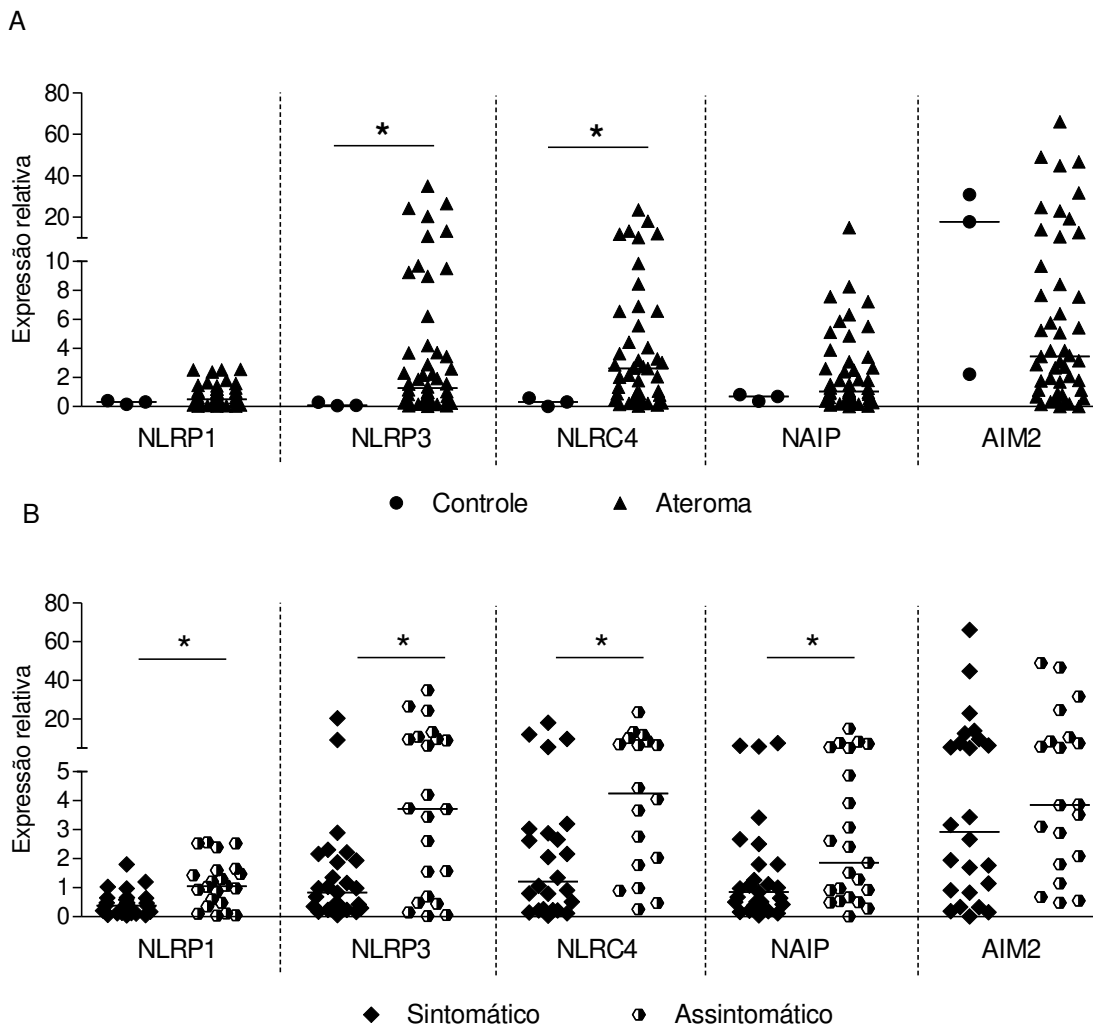 A
Expressão relativa
80
60
40
20
10
8
6
4
2
0
* *
NLRP1 NLRP3 NLRC4 NAIP AIM2
Controle Ateroma
B
Expressão relativa
80
60
40
20
5
4
3
2
1
0
* * * *
NLRP1 NLRP3 NLRC4 NAIP AIM2
Sintomático Assintomático